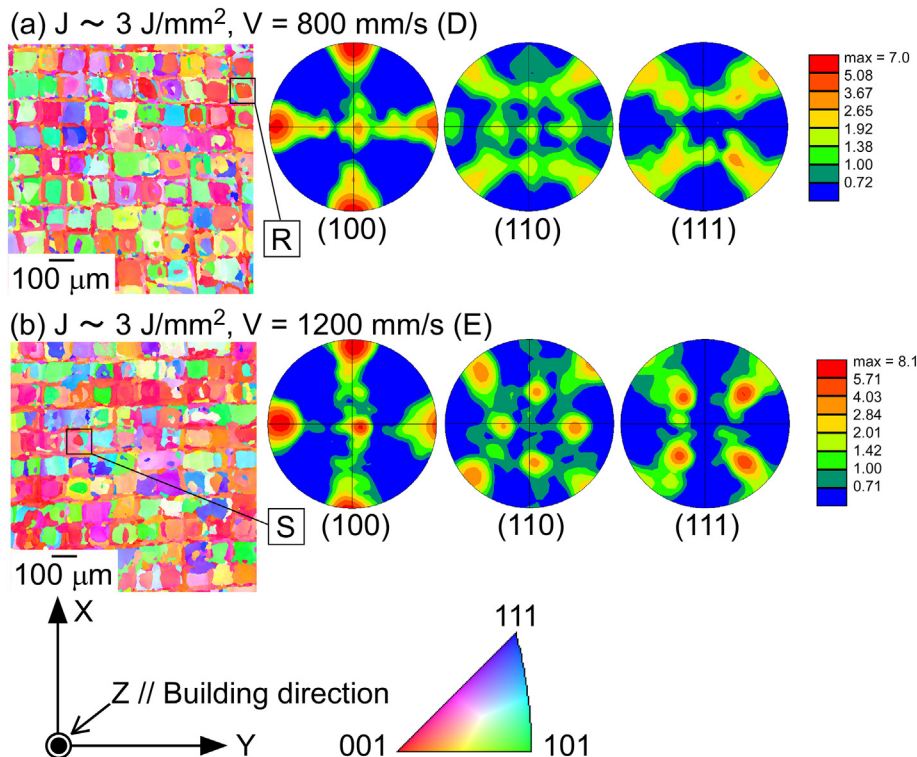 (a) J ~ 3 J/mm², V = 800 mm/s (D)
max = 7.0
5.08
3.67
2.65
1.92
1.38
1.00
0.72
R
(100)
(110)
(111)
100 μm
(b) J ~ 3 J/mm², V = 1200 mm/s (E)
max = 8.1
5.71
4.03
2.84
2.01
1.42
1.00
0.71
S
(100)
(110)
(111)
100 μm
X
Z // Building direction
Y
111
001
101